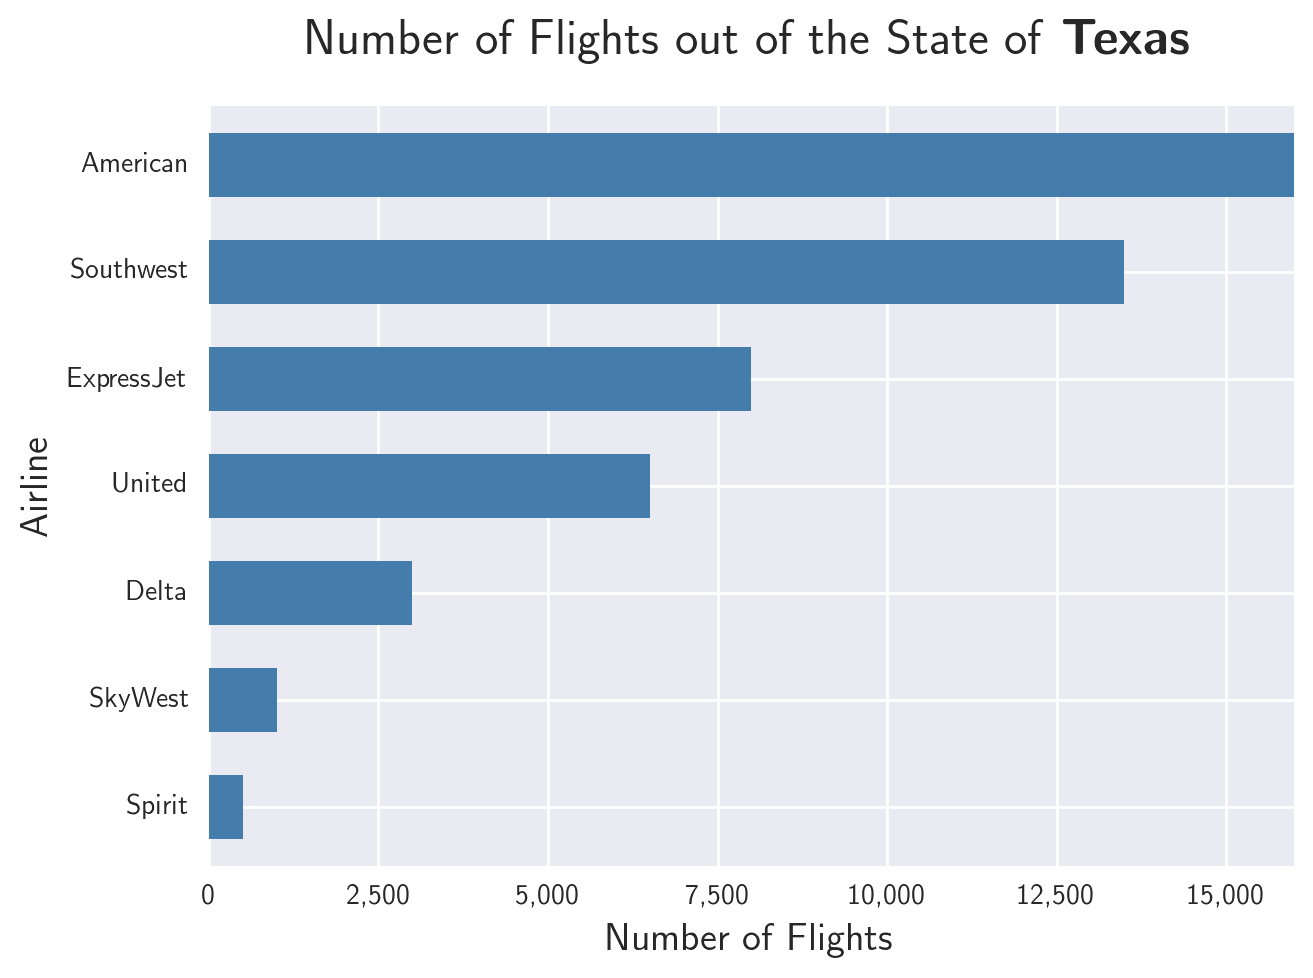 Number of Flights out of the State of Texas
American
Southwest
ExpressJet
United
Delta
SkyWest
Spirit
Airline
0 2,500 5,000 7,500 10,000 12,500 15,000
Number of Flights